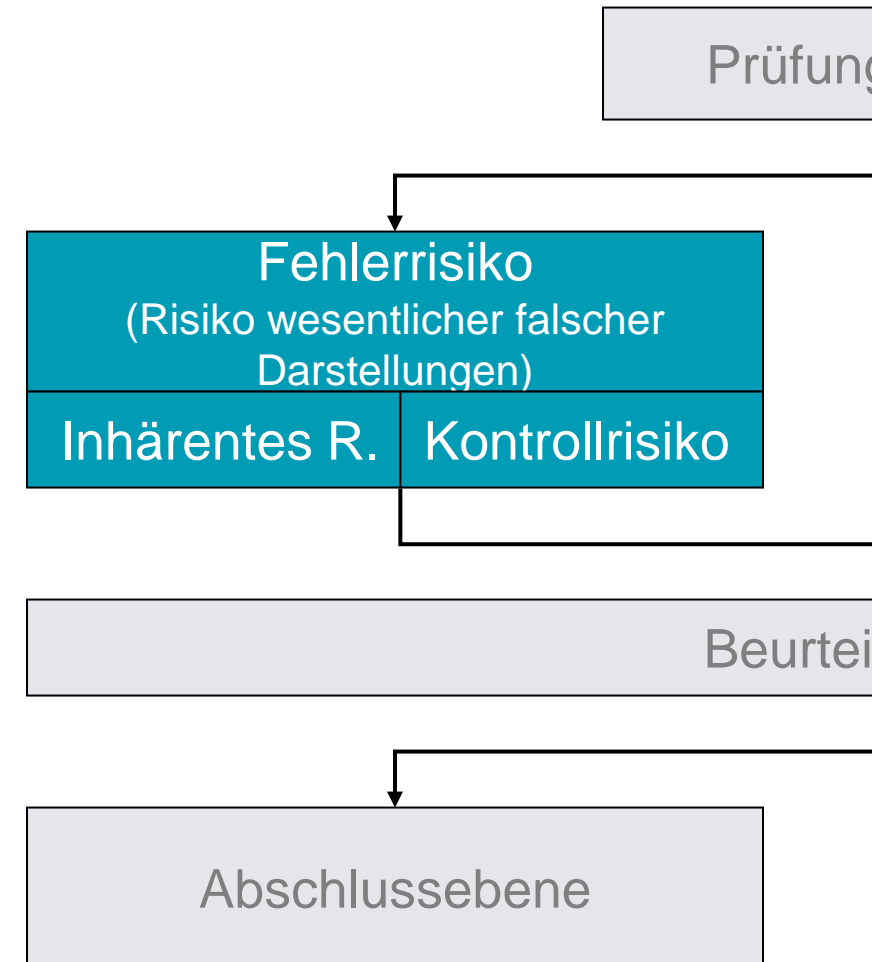 Prüfung
Fehlerrisiko
(Risiko wesentlicher falscher
Darstellungen)
Inhärentes R.
Kontrollrisiko
Beurtei
Abschlussebene